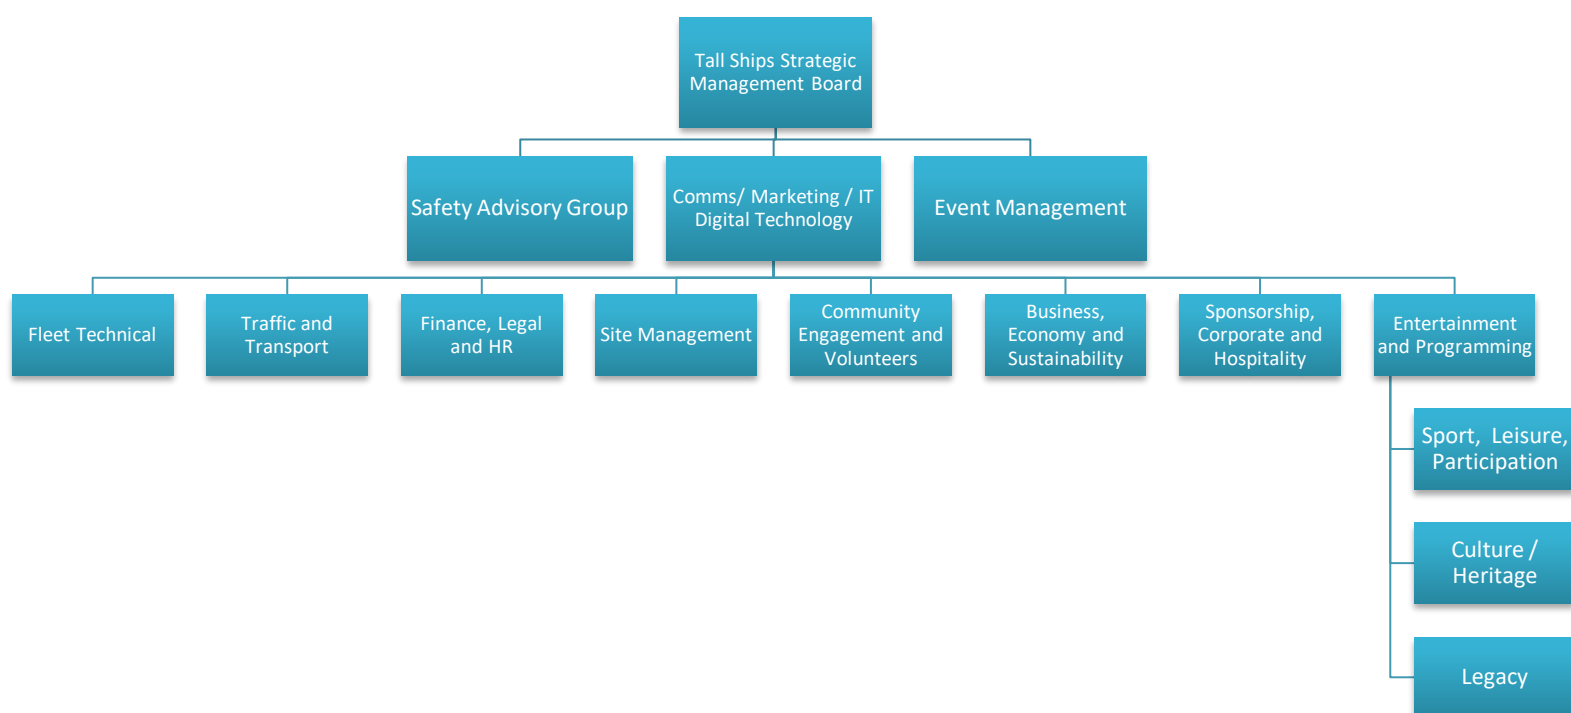 Tall Ships Strategic
Management Board
Safety Advisory Group
Comms/ Marketing / IT
Digital Technology
Event Management
Fleet Technical
Traffic and
Transport
Finance, Legal
and HR
Site Management
Community
Engagement and
Volunteers
Business,
Economy and
Sustainability
Sponsorship,
Corporate and
Hospitality
Entertainment
and Programming
Sport, Leisure,
Participation
Culture /
Heritage
Legacy